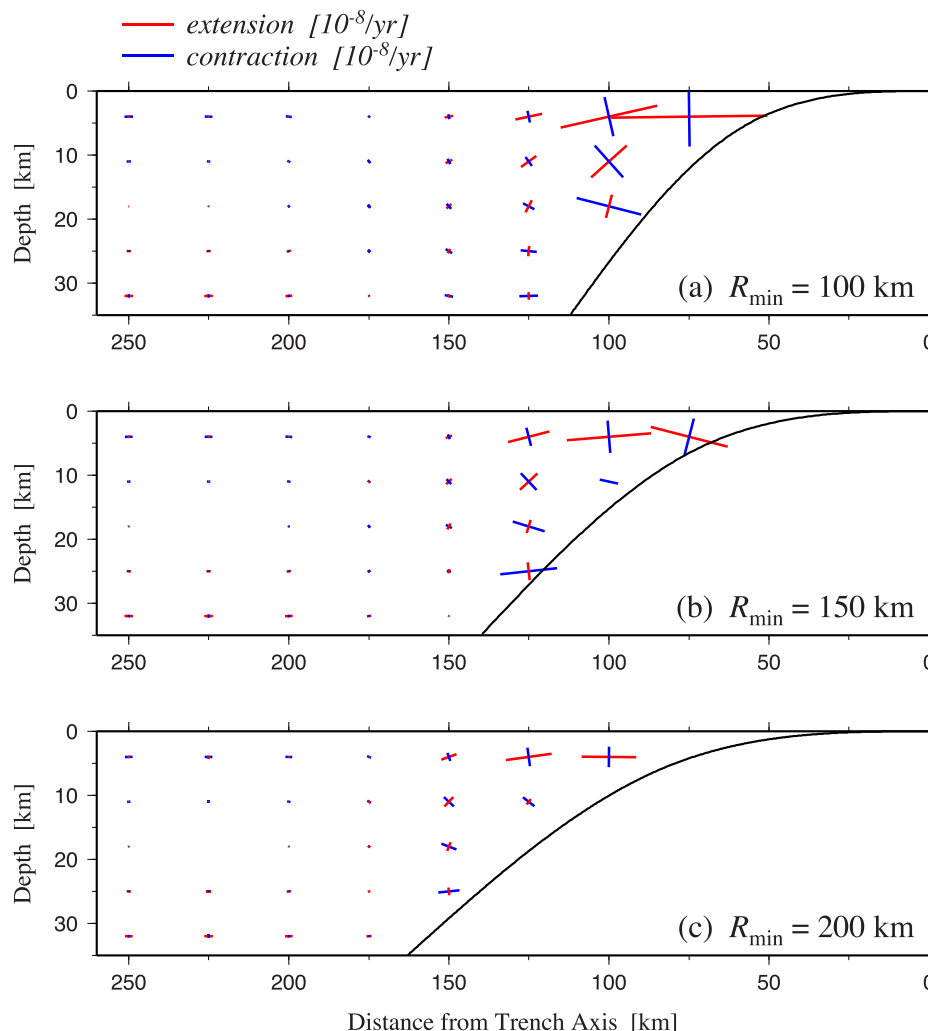 extension [10-8/yr]
contraction [10-8/yr]
0
10
20
30
Depth [km]
(a) Rmin = 100 km
250 200 150 100 50 0
0
10
20
30
Depth [km]
(b) Rmin = 150 km
250 200 150 100 50 0
0
10
20
30
Depth [km]
(c) Rmin = 200 km
250 200 150 100 50 0
Distance from Trench Axis [km]